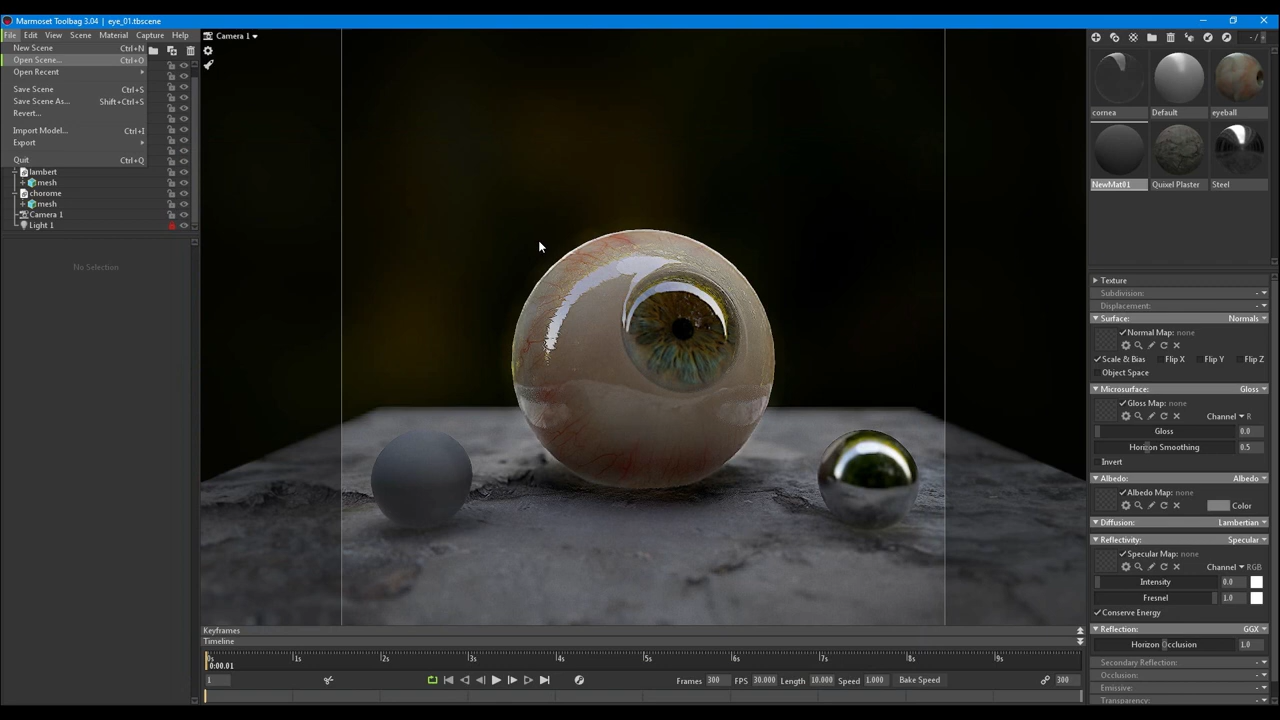 Marmoset Toolbag 3.04 | eye_01.tbscene
File Edit View Scene Material Capture Help
New Scene Ctrl+N
Open Scene... Ctrl+O
Open Recent
Save Scene Ctrl+S
Save Scene As... Shift+Ctrl+S
Revert...
Import Model... Ctrl+I
Export
Quit Ctrl+Q
lambert
mesh
chorome
mesh
Camera 1
Light 1
No Selection
Camera 1
Keyframes
Timeline
0s 1s 2s 3s 4s 5s 6s 7s 8s 9s
0:00.01
1
Frames 300 FPS 30.000 Length 10.000 Speed 1.000 Bake Speed 300
- /
cornea Default eyeball
NewMat01 Quixel Plaster Steel
Texture
Subdivision: -
Displacement: -
Surface: Normals
Normal Map: none
Scale & Bias Flip X Flip Y Flip Z
Object Space
Microsurface: Gloss
Gloss Map: none
Channel R
Gloss 0.0
Horizon Smoothing 0.5
Invert
Albedo: Albedo
Albedo Map: none
Color
Diffusion: Lambertian
Reflectivity: Specular
Specular Map: none
Channel RGB
Intensity 0.0
Fresnel 1.0
Conserve Energy
Reflection: GGX
Horizon Occlusion 1.0
Secondary Reflection: -
Occlusion: -
Emissive: -
Transparency: -